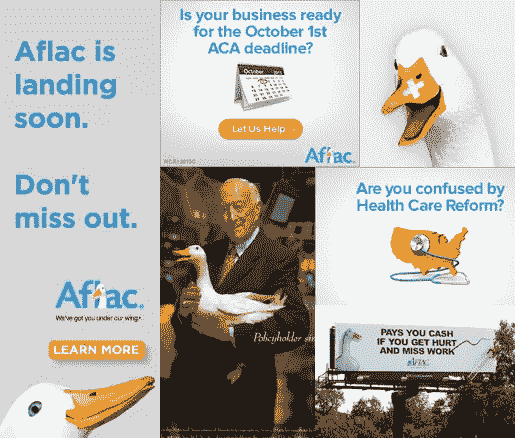 Aflac is
landing
soon.
Don't
miss out.
Aflac
We've got you under our wing.
LEARN MORE
Is your business ready
for the October 1st
ACA deadline?
October
Let Us Help
Aflac
Policyholder
Are you confused by
Health Care Reform?
PAYS YOU CASH
IF YOU GET HURT
AND MISS WORK
AFLAC